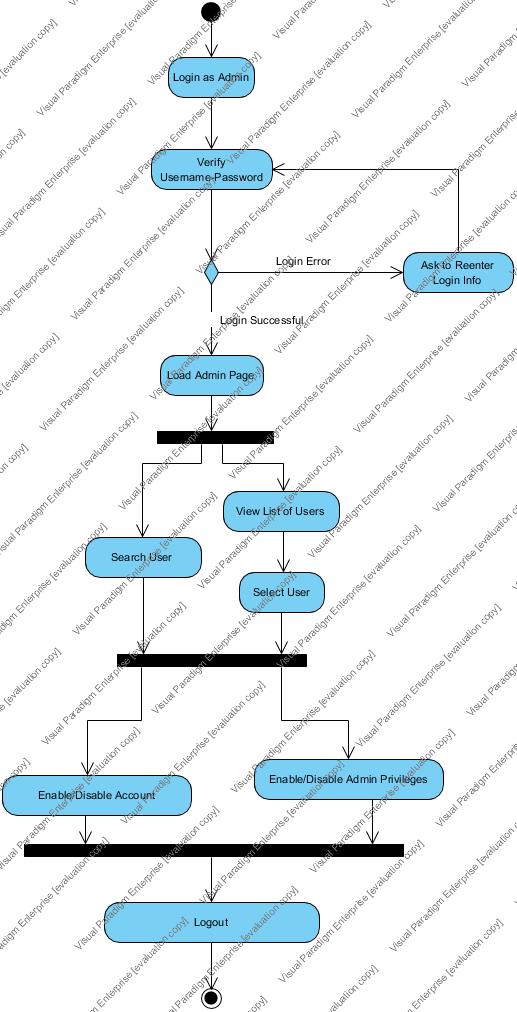 Login as Admin
Verify
Username-Password
Login Error
Ask to Reenter
Login Info
Login Successful
Load Admin Page
View List of Users
Search User
Select User
Enable/Disable Admin Privileges
Enable/Disable Account
Logout
Visual Paradigm Enterprise [evaluation copy]